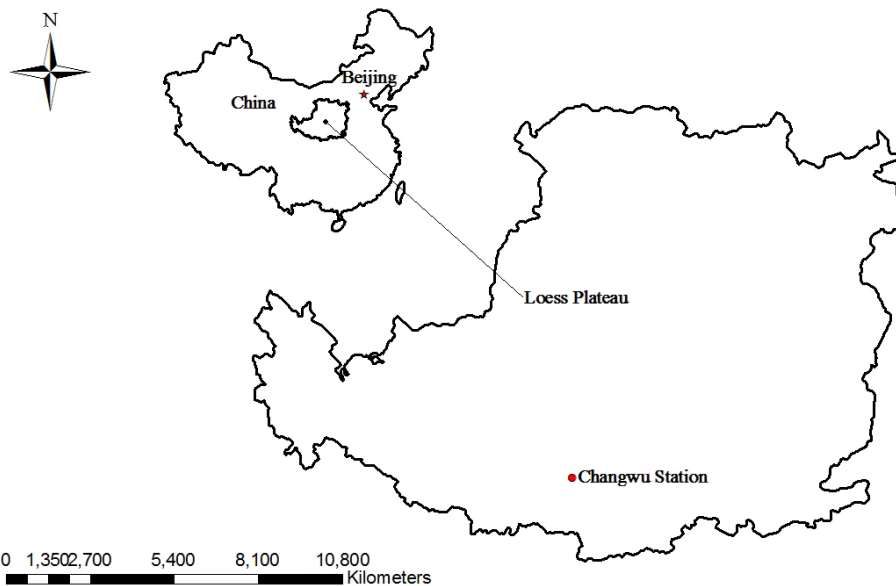 N
Beijing
China
Loess Plateau
Changwu Station
0 1,350 2,700 5,400 8,100 10,800
Kilometers